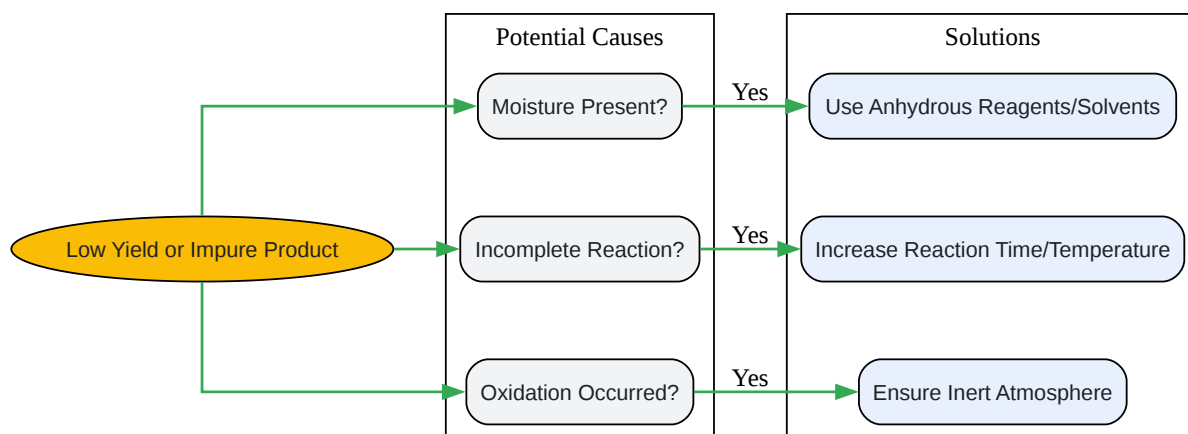 Potential Causes
Solutions
Moisture Present?
Yes
Use Anhydrous Reagents/Solvents
Low Yield or Impure Product
Incomplete Reaction?
Yes
Increase Reaction Time/Temperature
Oxidation Occurred?
Yes
Ensure Inert Atmosphere